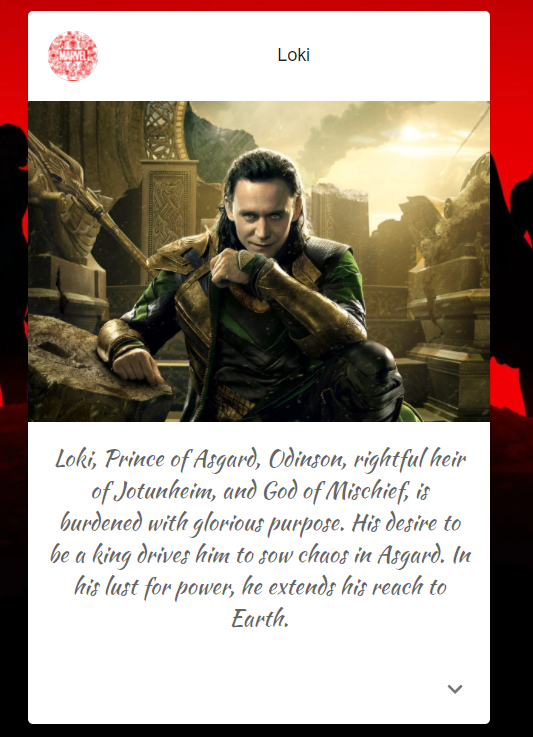 MARVEL
Loki
Loki, Prince of Asgard, Odinson, rightful heir
of Jotunheim, and God of Mischief, is
burdened with glorious purpose. His desire to
be a king drives him to sow chaos in Asgard. In
his lust for power, he extends his reach to
Earth.